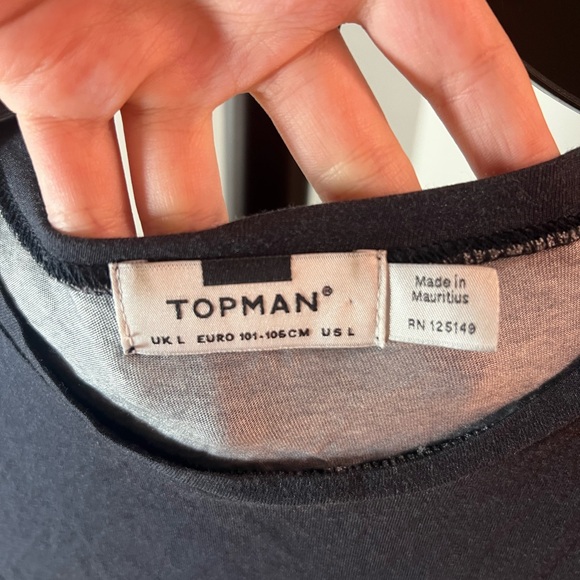 TOPMAN®
UK L EURO 101-106CM US L
Made in
Mauritius
RN 125149